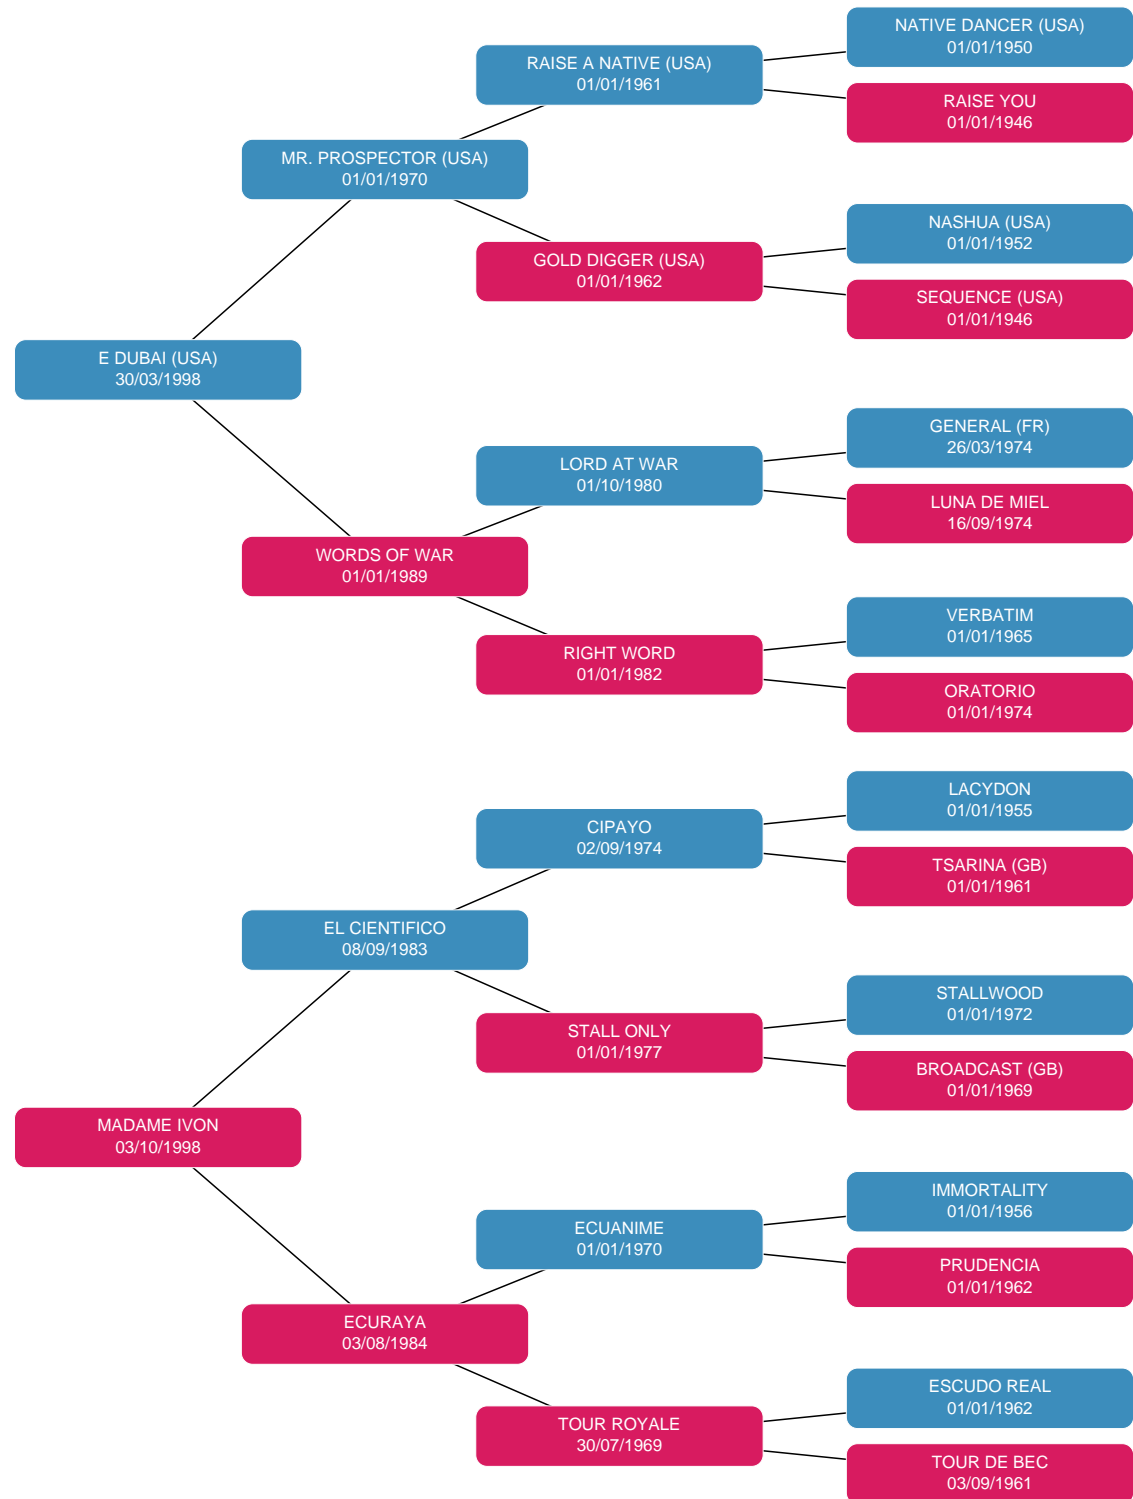 NATIVE DANCER (USA)
01/01/1950
RAISE A NATIVE (USA)
01/01/1961
RAISE YOU
01/01/1946
MR. PROSPECTOR (USA)
01/01/1970
NASHUA (USA)
01/01/1952
GOLD DIGGER (USA)
01/01/1962
SEQUENCE (USA)
01/01/1946
E DUBAI (USA)
30/03/1998
GENERAL (FR)
26/03/1974
LORD AT WAR
01/10/1980
LUNA DE MIEL
16/09/1974
WORDS OF WAR
01/01/1989
VERBATIM
01/01/1965
RIGHT WORD
01/01/1982
ORATORIO
01/01/1974
LACYDON
01/01/1955
CIPAYO
02/09/1974
TSARINA (GB)
01/01/1961
EL CIENTIFICO
08/09/1983
STALLWOOD
01/01/1972
STALL ONLY
01/01/1977
BROADCAST (GB)
01/01/1969
MADAME IVON
03/10/1998
IMMORTALITY
01/01/1956
ECUANIME
01/01/1970
PRUDENCIA
01/01/1962
ECURAYA
03/08/1984
ESCUDO REAL
01/01/1962
TOUR ROYALE
30/07/1969
TOUR DE BEC
03/09/1961